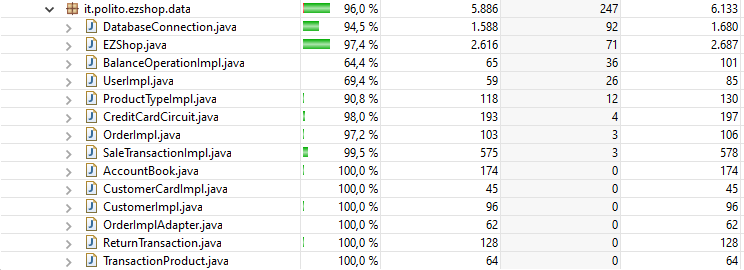 it.polito.ezshop.data 96,0 % 5.886 247 6.133
DatabaseConnection.java 94,5 % 1.588 92 1.680
EZShop.java 97,4 % 2.616 71 2.687
BalanceOperationImpl.java 64,4 % 65 36 101
UserImpl.java 69,4 % 59 26 85
ProductTypeImpl.java 90,8 % 118 12 130
CreditCardCircuit.java 98,0 % 193 4 197
OrderImpl.java 97,2 % 103 3 106
SaleTransactionImpl.java 99,5 % 575 3 578
AccountBook.java 100,0 % 174 0 174
CustomerCardImpl.java 100,0 % 45 0 45
CustomerImpl.java 100,0 % 96 0 96
OrderImplAdapter.java 100,0 % 62 0 62
ReturnTransaction.java 100,0 % 128 0 128
TransactionProduct.java 100,0 % 64 0 64